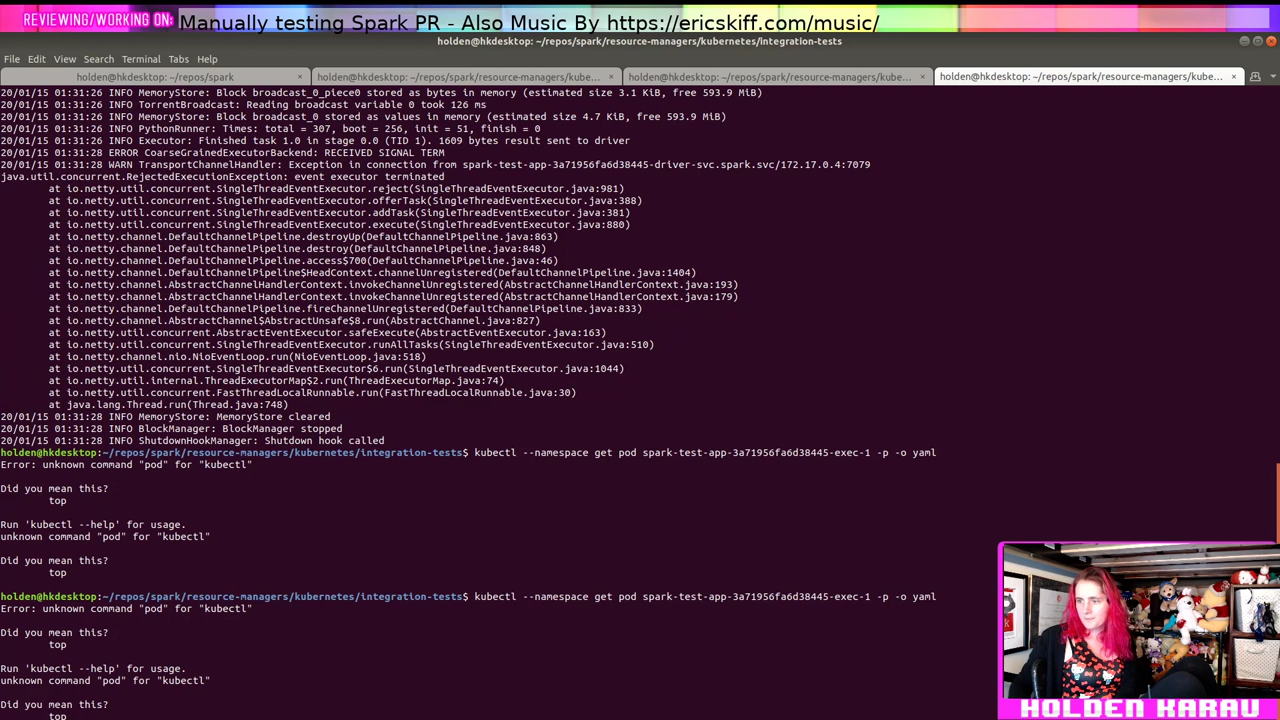 REVIEWING/WORKING ON: Manually testing Spark PR - Also Music By https://ericskiff.com/music/
holden@hkdesktop: ~/repos/spark/resource-managers/kubernetes/integration-tests
File Edit View Search Terminal Tabs Help
holden@hkdesktop: ~/repos/spark × holden@hkdesktop: ~/repos/spark/resource-managers/kube... × holden@hkdesktop: ~/repos/spark/resource-managers/kube... × holden@hkdesktop: ~/repos/spark/resource-managers/kube... ×
20/01/15 01:31:26 INFO MemoryStore: Block broadcast_0_piece0 stored as bytes in memory (estimated size 3.1 KiB, free 593.9 MiB)
20/01/15 01:31:26 INFO TorrentBroadcast: Reading broadcast variable 0 took 126 ms
20/01/15 01:31:26 INFO MemoryStore: Block broadcast_0 stored as values in memory (estimated size 4.7 KiB, free 593.9 MiB)
20/01/15 01:31:26 INFO PythonRunner: Times: total = 307, boot = 256, init = 51, finish = 0
20/01/15 01:31:26 INFO Executor: Finished task 1.0 in stage 0.0 (TID 1). 1609 bytes result sent to driver
20/01/15 01:31:28 ERROR CoarseGrainedExecutorBackend: RECEIVED SIGNAL TERM
20/01/15 01:31:28 WARN TransportChannelHandler: Exception in connection from spark-test-app-3a71956fa6d38445-driver-svc.spark.svc/172.17.0.4:7079
java.util.concurrent.RejectedExecutionException: event executor terminated
at io.netty.util.concurrent.SingleThreadEventExecutor.reject(SingleThreadEventExecutor.java:981)
at io.netty.util.concurrent.SingleThreadEventExecutor.offerTask(SingleThreadEventExecutor.java:388)
at io.netty.util.concurrent.SingleThreadEventExecutor.addTask(SingleThreadEventExecutor.java:381)
at io.netty.util.concurrent.SingleThreadEventExecutor.execute(SingleThreadEventExecutor.java:880)
at io.netty.channel.DefaultChannelPipeline.destroyUp(DefaultChannelPipeline.java:863)
at io.netty.channel.DefaultChannelPipeline.destroy(DefaultChannelPipeline.java:848)
at io.netty.channel.DefaultChannelPipeline.access$700(DefaultChannelPipeline.java:46)
at io.netty.channel.DefaultChannelPipeline$HeadContext.channelUnregistered(DefaultChannelPipeline.java:1404)
at io.netty.channel.AbstractChannelHandlerContext.invokeChannelUnregistered(AbstractChannelHandlerContext.java:193)
at io.netty.channel.AbstractChannelHandlerContext.invokeChannelUnregistered(AbstractChannelHandlerContext.java:179)
at io.netty.channel.DefaultChannelPipeline.fireChannelUnregistered(DefaultChannelPipeline.java:833)
at io.netty.channel.AbstractChannel$AbstractUnsafe$8.run(AbstractChannel.java:827)
at io.netty.util.concurrent.AbstractEventExecutor.safeExecute(AbstractEventExecutor.java:163)
at io.netty.util.concurrent.SingleThreadEventExecutor.runAllTasks(SingleThreadEventExecutor.java:510)
at io.netty.channel.nio.NioEventLoop.run(NioEventLoop.java:518)
at io.netty.util.concurrent.SingleThreadEventExecutor$6.run(SingleThreadEventExecutor.java:1044)
at io.netty.util.internal.ThreadExecutorMap$2.run(ThreadExecutorMap.java:74)
at io.netty.util.concurrent.FastThreadLocalRunnable.run(FastThreadLocalRunnable.java:30)
at java.lang.Thread.run(Thread.java:748)
20/01/15 01:31:28 INFO MemoryStore: MemoryStore cleared
20/01/15 01:31:28 INFO BlockManager: BlockManager stopped
20/01/15 01:31:28 INFO ShutdownHookManager: Shutdown hook called
holden@hkdesktop:~/repos/spark/resource-managers/kubernetes/integration-tests$ kubectl --namespace get pod spark-test-app-3a71956fa6d38445-exec-1 -p -o yaml
Error: unknown command "pod" for "kubectl"
Did you mean this?
top
Run 'kubectl --help' for usage.
unknown command "pod" for "kubectl"
Did you mean this?
top
holden@hkdesktop:~/repos/spark/resource-managers/kubernetes/integration-tests$ kubectl --namespace get pod spark-test-app-3a71956fa6d38445-exec-1 -p -o yaml
Error: unknown command "pod" for "kubectl"
Did you mean this?
top
Run 'kubectl --help' for usage.
unknown command "pod" for "kubectl"
Did you mean this?
top
HOLDEN KARAU